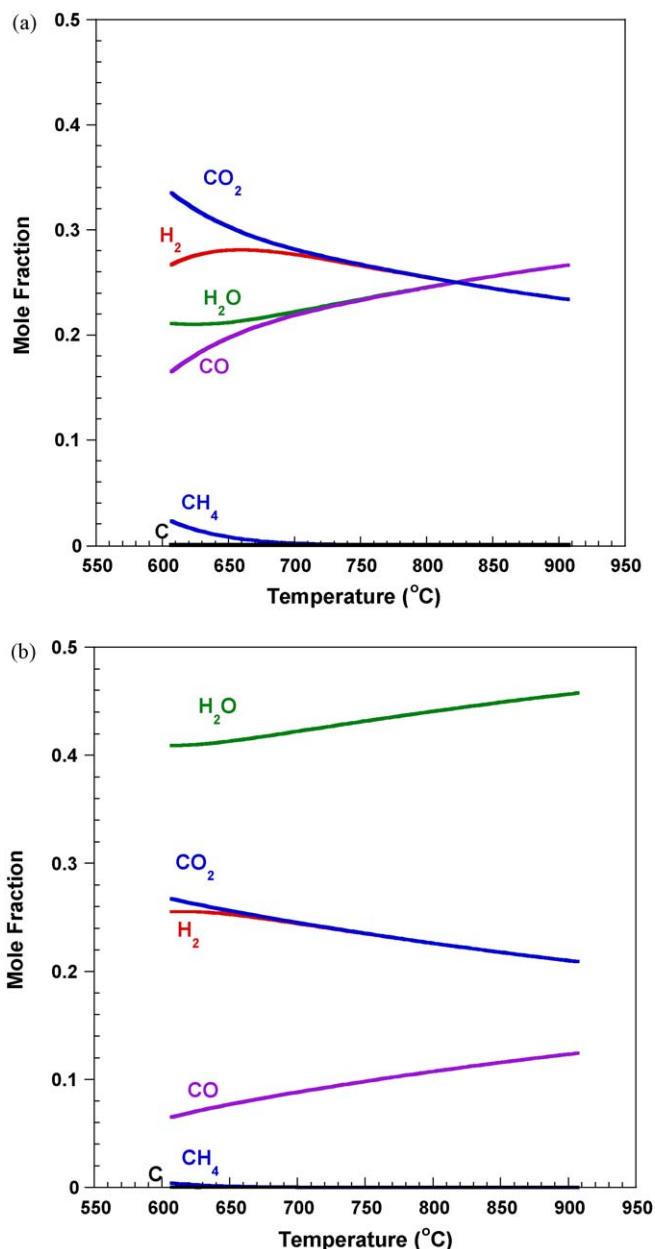 (a)
0.5
0.4
0.3
0.2
0.1
0
Mole Fraction
CO₂
H₂
H₂O
CO
CH₄
C
550 600 650 700 750 800 850 900 950
Temperature (°C)
(b)
0.5
0.4
0.3
0.2
0.1
0
Mole Fraction
H₂O
CO₂
H₂
CO
CH₄
C
550 600 650 700 750 800 850 900 950
Temperature (°C)